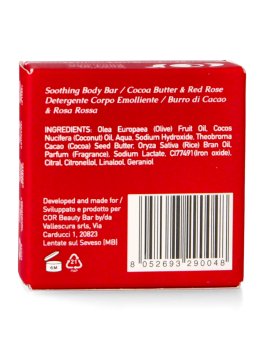 Soothing Body Bar / Cocoa Butter & Red Rose
Detergente Corpo Emolliente / Burro di Cacao
& Rosa Rossa
INGREDIENTS: Olea Europaea (Olive) Fruit Oil, Cocos
Nucifera (Coconut) Oil, Aqua, Sodium Hydroxide, Theobroma
Cacao (Cocoa) Seed Butter, Oryza Sativa (Rice) Bran Oil,
Parfum (Fragrance), Sodium Lactate, CI77491(Iron oxide),
Citral, Citronellol, Linalool, Geraniol
Developed and made for /
Sviluppato e prodotto per
COR Beauty Bar by/da
Vallescura srls, Via
Carducci 1, 20823
Lentate sul Seveso (MB)
6M
21
8 052693 290048